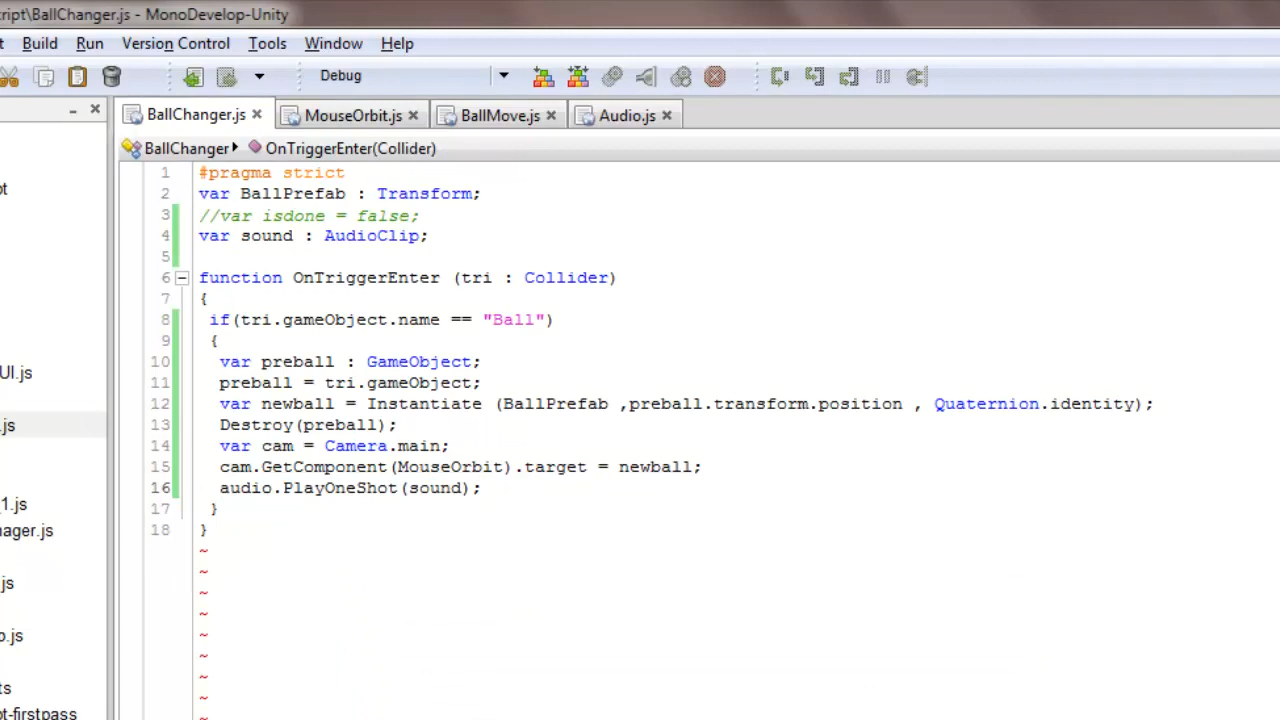 ript\BallChanger.js - MonoDevelop-Unity
t Build Run Version Control Tools Window Help
Debug
BallChanger.js MouseOrbit.js BallMove.js Audio.js
BallChanger OnTriggerEnter(Collider)
1 #pragma strict
2 var BallPrefab : Transform;
3 //var isdone = false;
4 var sound : AudioClip;
5
6 function OnTriggerEnter (tri : Collider)
7 {
8 if(tri.gameObject.name == "Ball")
9 {
10 var preball : GameObject;
11 preball = tri.gameObject;
12 var newball = Instantiate (BallPrefab ,preball.transform.position , Quaternion.identity);
13 Destroy(preball);
14 var cam = Camera.main;
15 cam.GetComponent(MouseOrbit).target = newball;
16 audio.PlayOneShot(sound);
17 }
18 }
~
~
~
~
~
~
~
~
~
pt
UI.js
.js
_1.js
nager.js
.js
o.js
ts
ot-firstpass